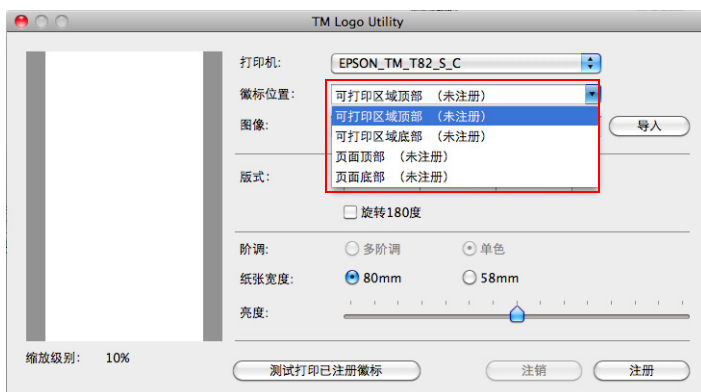 TM Logo Utility
打印机: EPSON_TM_T82_S_C
徽标位置: 可打印区域顶部 (未注册)
可打印区域顶部 (未注册)
图像: 导入
可打印区域底部 (未注册)
页面顶部 (未注册)
页面底部 (未注册)
版式:
旋转180度
阶调: 多阶调 单色
纸张宽度: 80mm 58mm
亮度:
缩放级别: 10%
测试打印已注册徽标 注销 注册